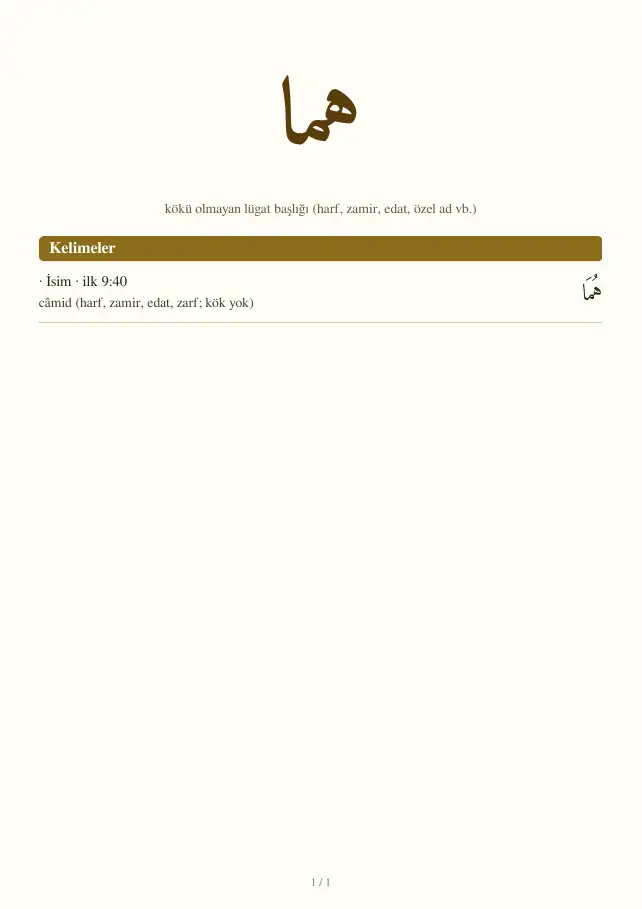 هما
kökü olmayan lügat başlığı (harf, zamir, edat, özel ad vb.)
Kelimeler
· İsim · ilk 9:40 هُمَا
câmid (harf, zamir, edat, zarf; kök yok)
1 / 1